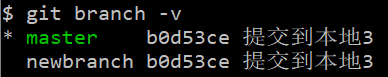 $ git branch -v
* master    b0d53ce 提交到本地3
  newbranch b0d53ce 提交到本地3